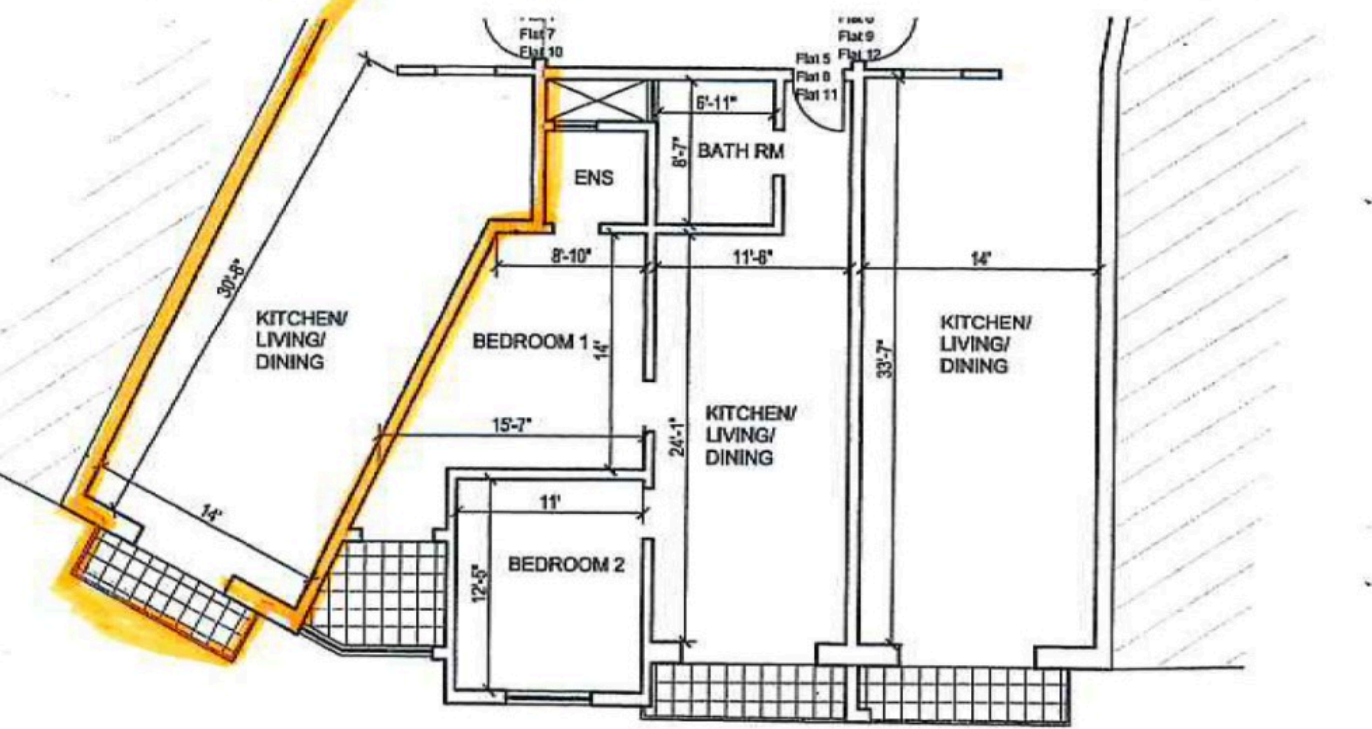 Flat 7
Flat 10
Flat 9
Flat 12
Flat 5
Flat 8
Flat 11
6'-11"
8'-7"
BATH RM
ENS
8'-10"
11'-6"
14'
30'-8"
KITCHEN/
LIVING/
DINING
BEDROOM 1
14'
KITCHEN/
LIVING/
DINING
33'-7"
15'-7"
24'-1"
KITCHEN/
LIVING/
DINING
14'
11'
BEDROOM 2
12'-5"